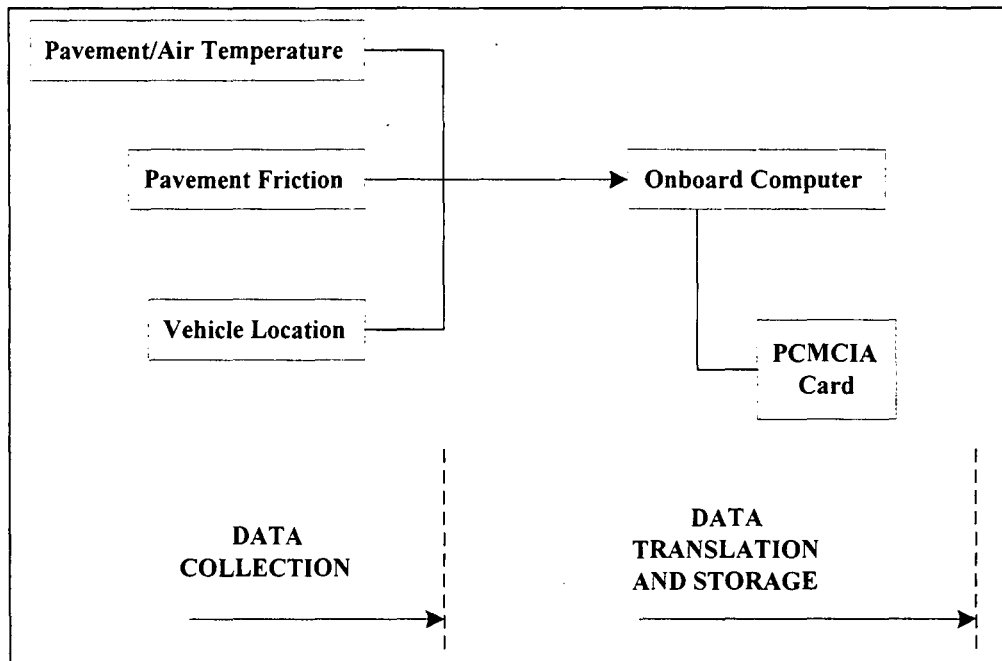 Pavement/Air Temperature
Pavement Friction
Onboard Computer
Vehicle Location
PCMCIA
Card
DATA
COLLECTION
DATA
TRANSLATION
AND STORAGE